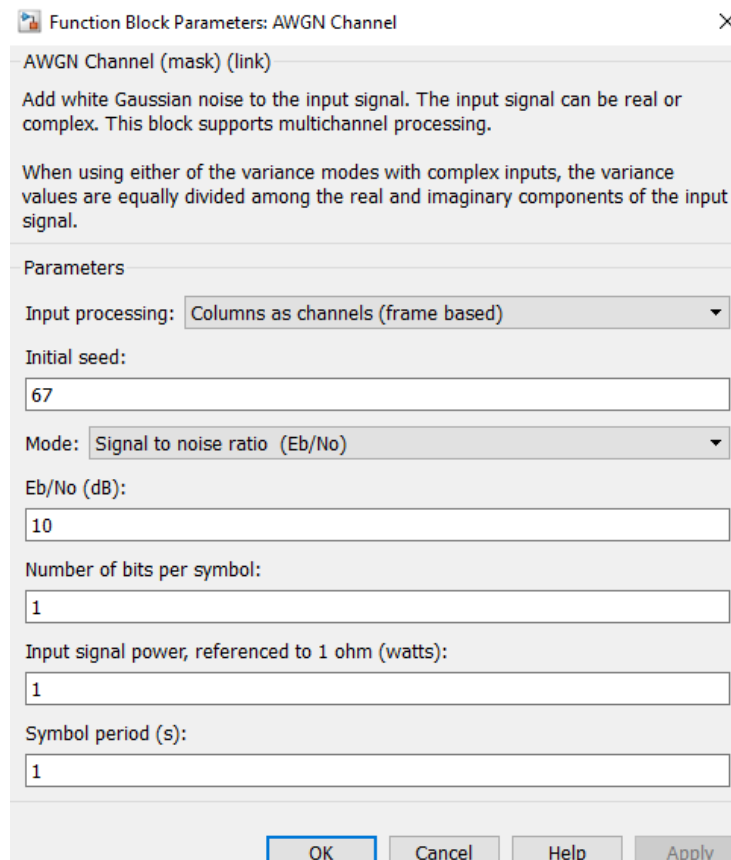 Function Block Parameters: AWGN Channel
AWGN Channel (mask) (link)
Add white Gaussian noise to the input signal. The input signal can be real or
complex. This block supports multichannel processing.
When using either of the variance modes with complex inputs, the variance
values are equally divided among the real and imaginary components of the input
signal.
Parameters
Input processing: Columns as channels (frame based)
Initial seed:
67
Mode: Signal to noise ratio (Eb/No)
Eb/No (dB):
10
Number of bits per symbol:
1
Input signal power, referenced to 1 ohm (watts):
1
Symbol period (s):
1
OK Cancel Help Apply